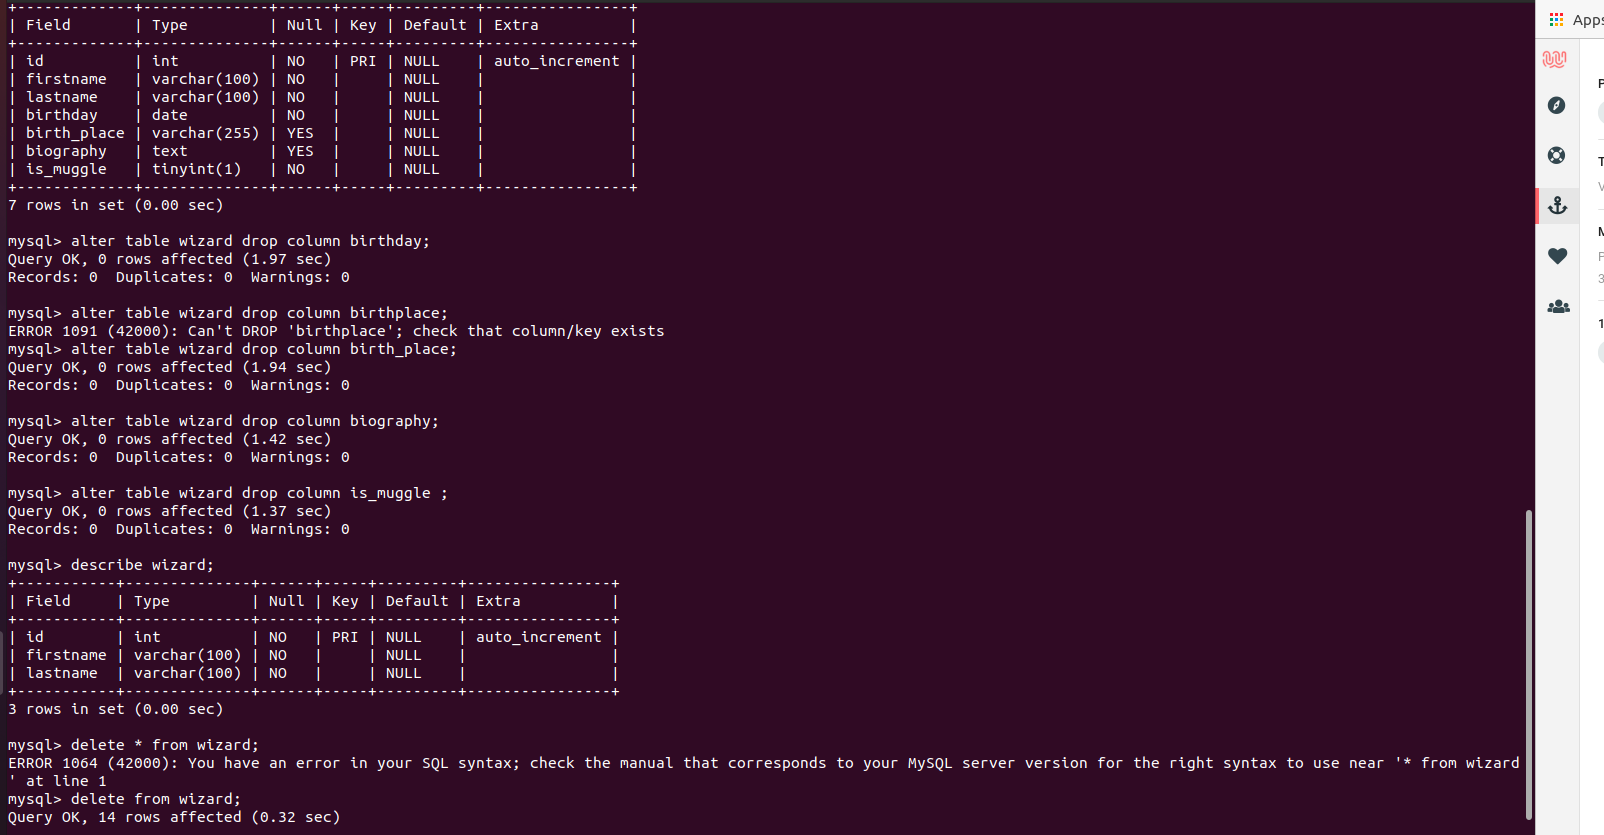 +-------------+--------------+------+-----+---------+----------------+
| Field       | Type         | Null | Key | Default | Extra          |
+-------------+--------------+------+-----+---------+----------------+
| id          | int          | NO   | PRI | NULL    | auto_increment |
| firstname   | varchar(100) | NO   |     | NULL    |                |
| lastname    | varchar(100) | NO   |     | NULL    |                |
| birthday    | date         | NO   |     | NULL    |                |
| birth_place | varchar(255) | YES  |     | NULL    |                |
| biography   | text         | YES  |     | NULL    |                |
| is_muggle   | tinyint(1)   | NO   |     | NULL    |                |
+-------------+--------------+------+-----+---------+----------------+
7 rows in set (0.00 sec)
mysql> alter table wizard drop column birthday;
Query OK, 0 rows affected (1.97 sec)
Records: 0  Duplicates: 0  Warnings: 0
mysql> alter table wizard drop column birthplace;
ERROR 1091 (42000): Can't DROP 'birthplace'; check that column/key exists
mysql> alter table wizard drop column birth_place;
Query OK, 0 rows affected (1.94 sec)
Records: 0  Duplicates: 0  Warnings: 0
mysql> alter table wizard drop column biography;
Query OK, 0 rows affected (1.42 sec)
Records: 0  Duplicates: 0  Warnings: 0
mysql> alter table wizard drop column is_muggle ;
Query OK, 0 rows affected (1.37 sec)
Records: 0  Duplicates: 0  Warnings: 0
mysql> describe wizard;
+-----------+--------------+------+-----+---------+----------------+
| Field     | Type         | Null | Key | Default | Extra          |
+-----------+--------------+------+-----+---------+----------------+
| id        | int          | NO   | PRI | NULL    | auto_increment |
| firstname | varchar(100) | NO   |     | NULL    |                |
| lastname  | varchar(100) | NO   |     | NULL    |                |
+-----------+--------------+------+-----+---------+----------------+
3 rows in set (0.00 sec)
mysql> delete * from wizard;
ERROR 1064 (42000): You have an error in your SQL syntax; check the manual that corresponds to your MySQL server version for the right syntax to use near '* from wizard
' at line 1
mysql> delete from wizard;
Query OK, 14 rows affected (0.32 sec)
Apps